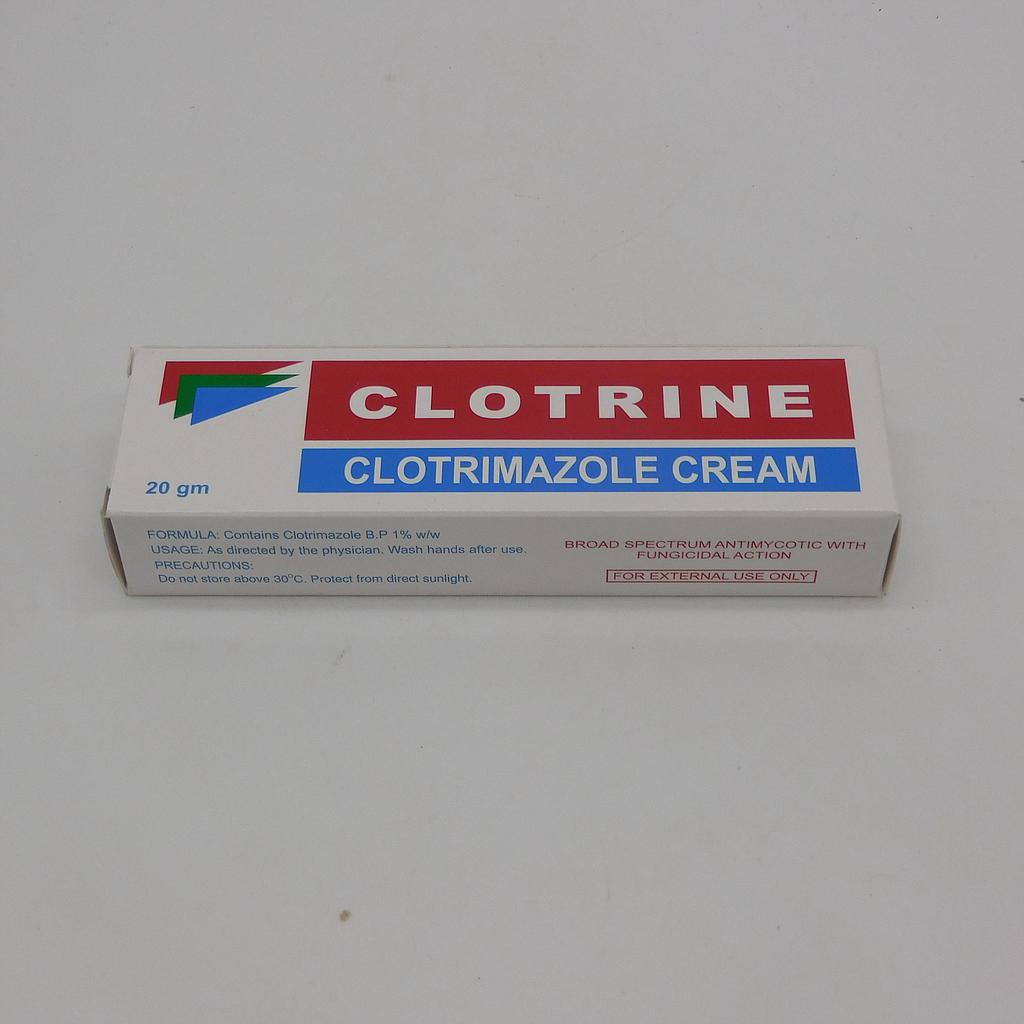 CLOTRINE
CLOTRIMAZOLE CREAM
20 gm
FORMULA: Contains Clotrimazole B.P 1% w/w
USAGE: As directed by the physician. Wash hands after use.
PRECAUTIONS:
Do not store above 30°C. Protect from direct sunlight.
BROAD SPECTRUM ANTIMYCOTIC WITH
FUNGICIDAL ACTION
FOR EXTERNAL USE ONLY